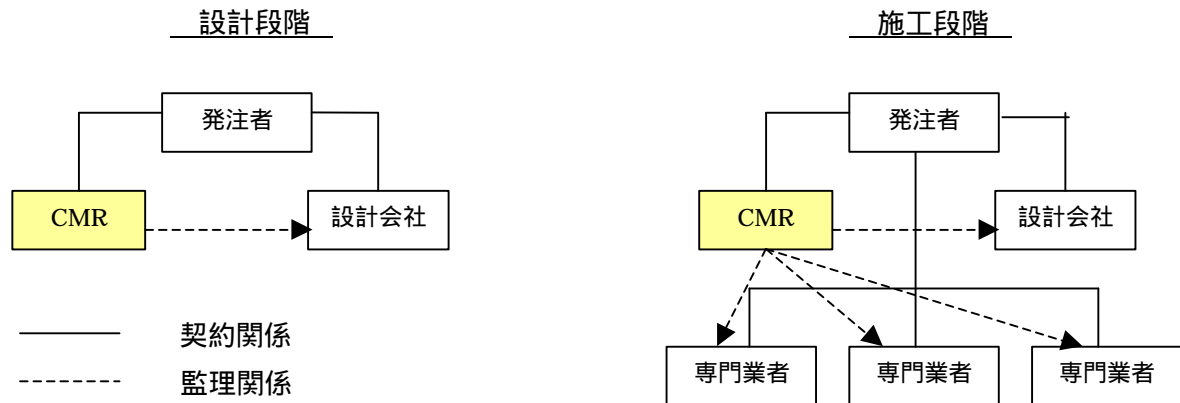 設計段階
施工段階
発注者
発注者
CMR
設計会社
CMR
設計会社
契約関係
監理関係
専門業者
専門業者
専門業者